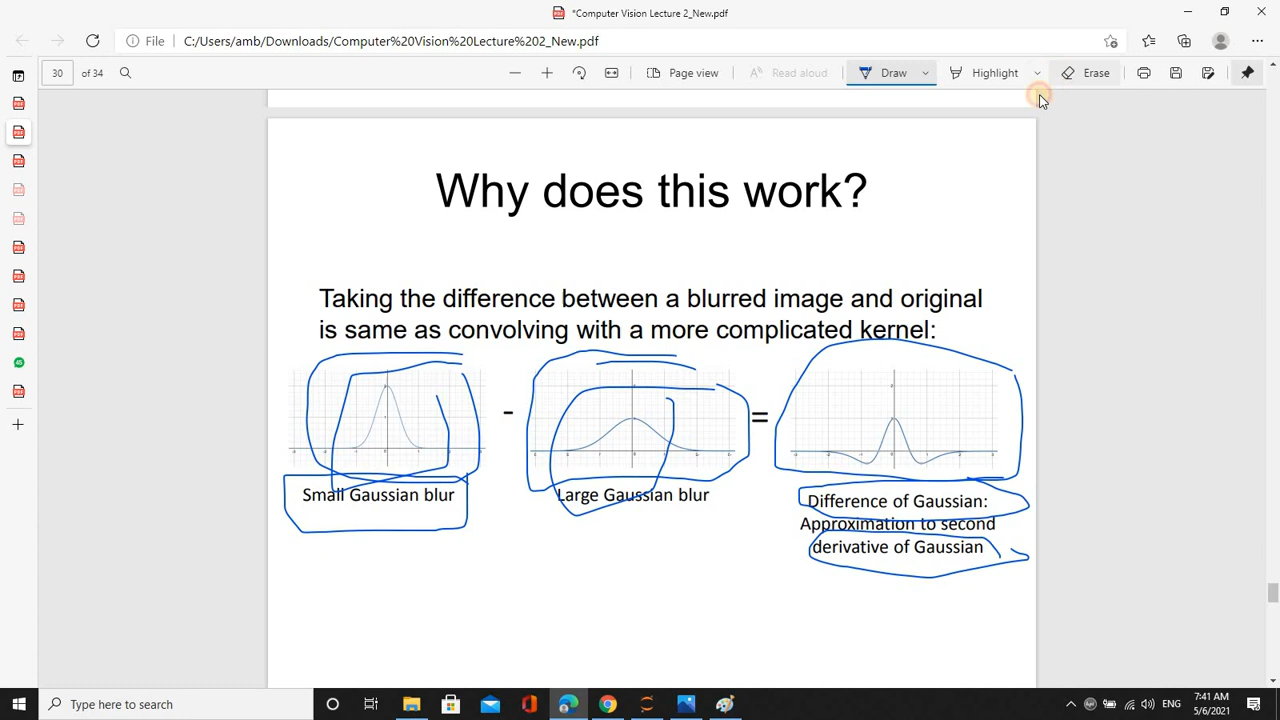 *Computer Vision Lecture 2_New.pdf
File C:/Users/amb/Downloads/Computer%20Vision%20Lecture%202_New.pdf
30 of 34 Page view Read aloud Draw Highlight Erase
Why does this work?
Taking the difference between a blurred image and original
is same as convolving with a more complicated kernel:
- =
Small Gaussian blur
Large Gaussian blur
Difference of Gaussian:
Approximation to second
derivative of Gaussian
Type here to search
ENG
7:41 AM
5/6/2021